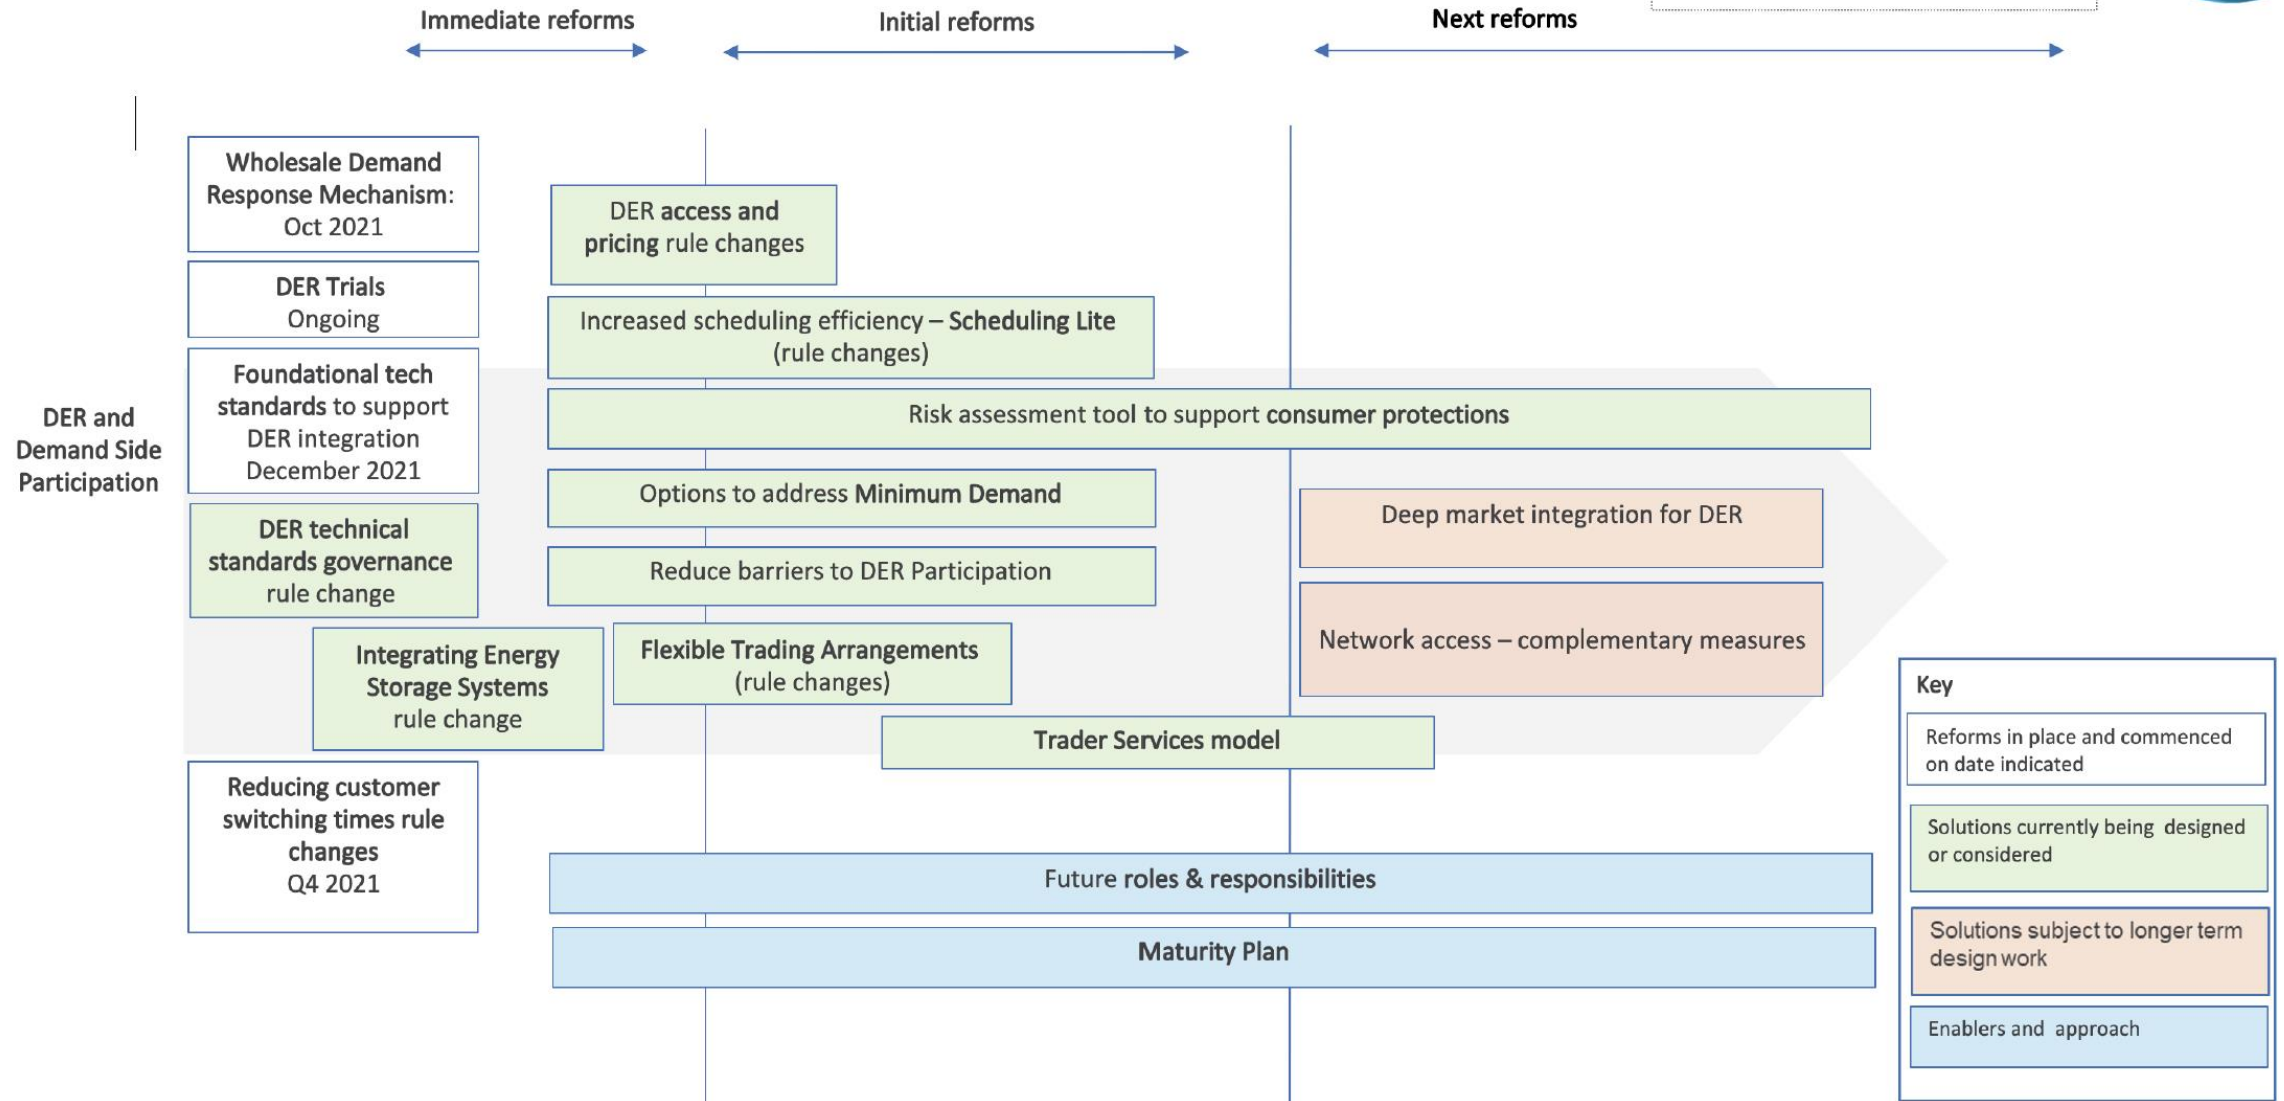 Immediate reforms
Initial reforms
Next reforms
DER and
Demand Side
Participation
Wholesale Demand
Response Mechanism:
Oct 2021
DER Trials
Ongoing
Foundational tech
standards to support
DER integration
December 2021
DER technical
standards governance
rule change
Integrating Energy
Storage Systems
rule change
Reducing customer
switching times rule
changes
Q4 2021
DER access and
pricing rule changes
Increased scheduling efficiency – Scheduling Lite
(rule changes)
Risk assessment tool to support consumer protections
Options to address Minimum Demand
Reduce barriers to DER Participation
Flexible Trading Arrangements
(rule changes)
Trader Services model
Deep market integration for DER
Network access – complementary measures
Future roles & responsibilities
Maturity Plan
Key
Reforms in place and commenced
on date indicated
Solutions currently being designed
or considered
Solutions subject to longer term
design work
Enablers and approach